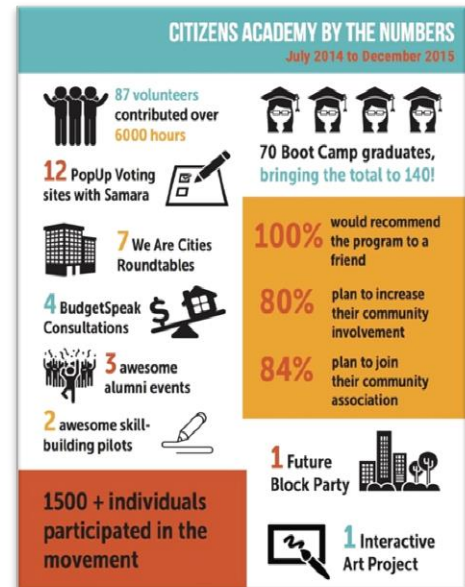 CITIZENS ACADEMY BY THE NUMBERS
July 2014 to December 2015
87 volunteers
contributed over
6000 hours
12 PopUp Voting
sites with Samara
7 We Are Cities
Roundtables
4 BudgetSpeak
Consultations
3 awesome
alumni events
2 awesome skill-
building pilots
1500 + individuals
participated in the
movement
70 Boot Camp graduates,
bringing the total to 140!
100% would recommend
the program to a
friend
80% plan to increase
their community
involvement
84% plan to join
their community
association
1 Future
Block Party
1 Interactive
Art Project